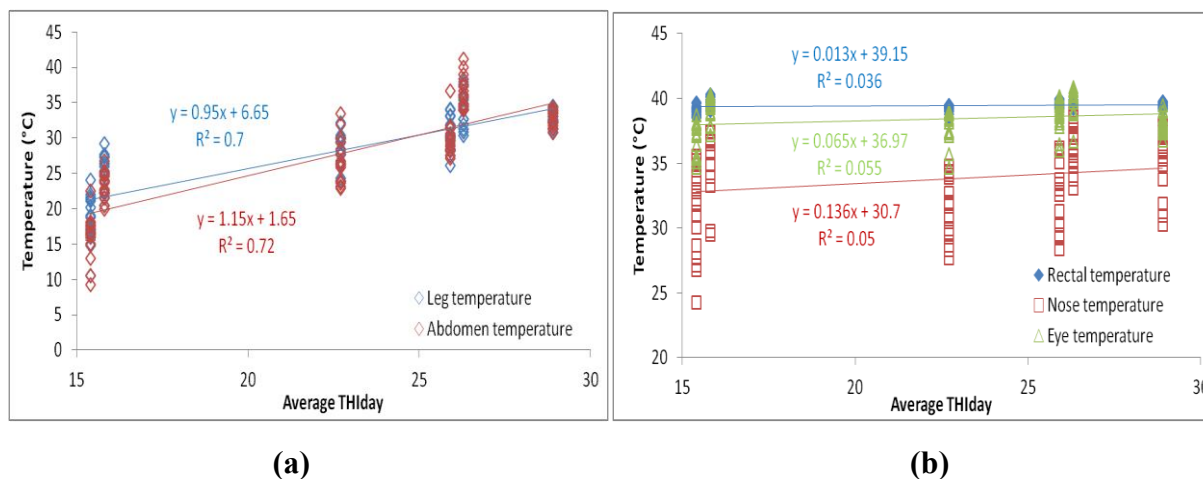 45
40
35
30
25
20
15
10
5
0
Temperature (°C)
y = 0.95x + 6.65
R² = 0.7
y = 1.15x + 1.65
R² = 0.72
Leg temperature
Abdomen temperature
15
20
25
30
Average THIday
(a)
45
40
35
30
25
20
Temperature (°C)
y = 0.013x + 39.15
R² = 0.036
y = 0.065x + 36.97
R² = 0.055
y = 0.136x + 30.7
R² = 0.05
Rectal temperature
Nose temperature
Eye temperature
15
20
25
30
Average THIday
(b)